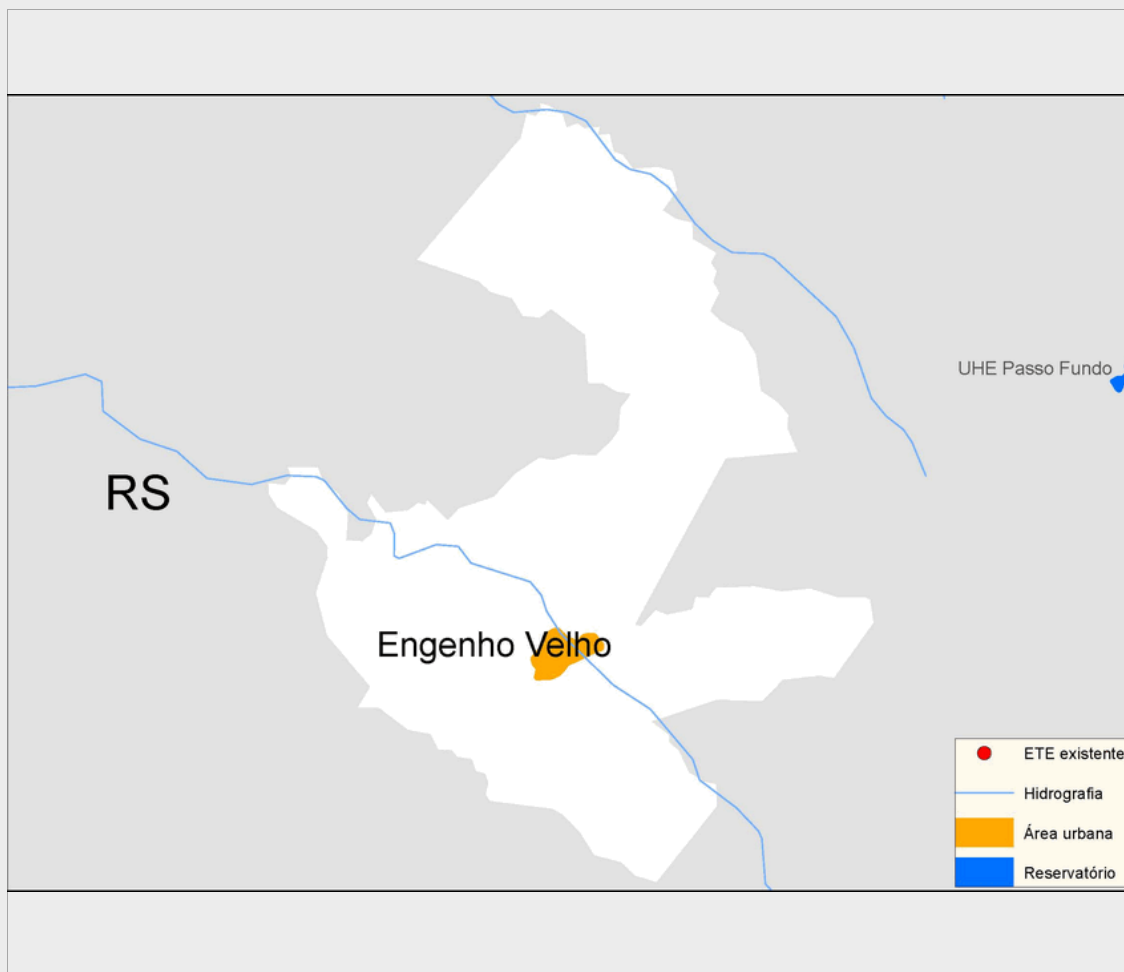 UHE Passo Fundo
RS
Engenho Velho
ETE existente
Hidrografia
Área urbana
Reservatório